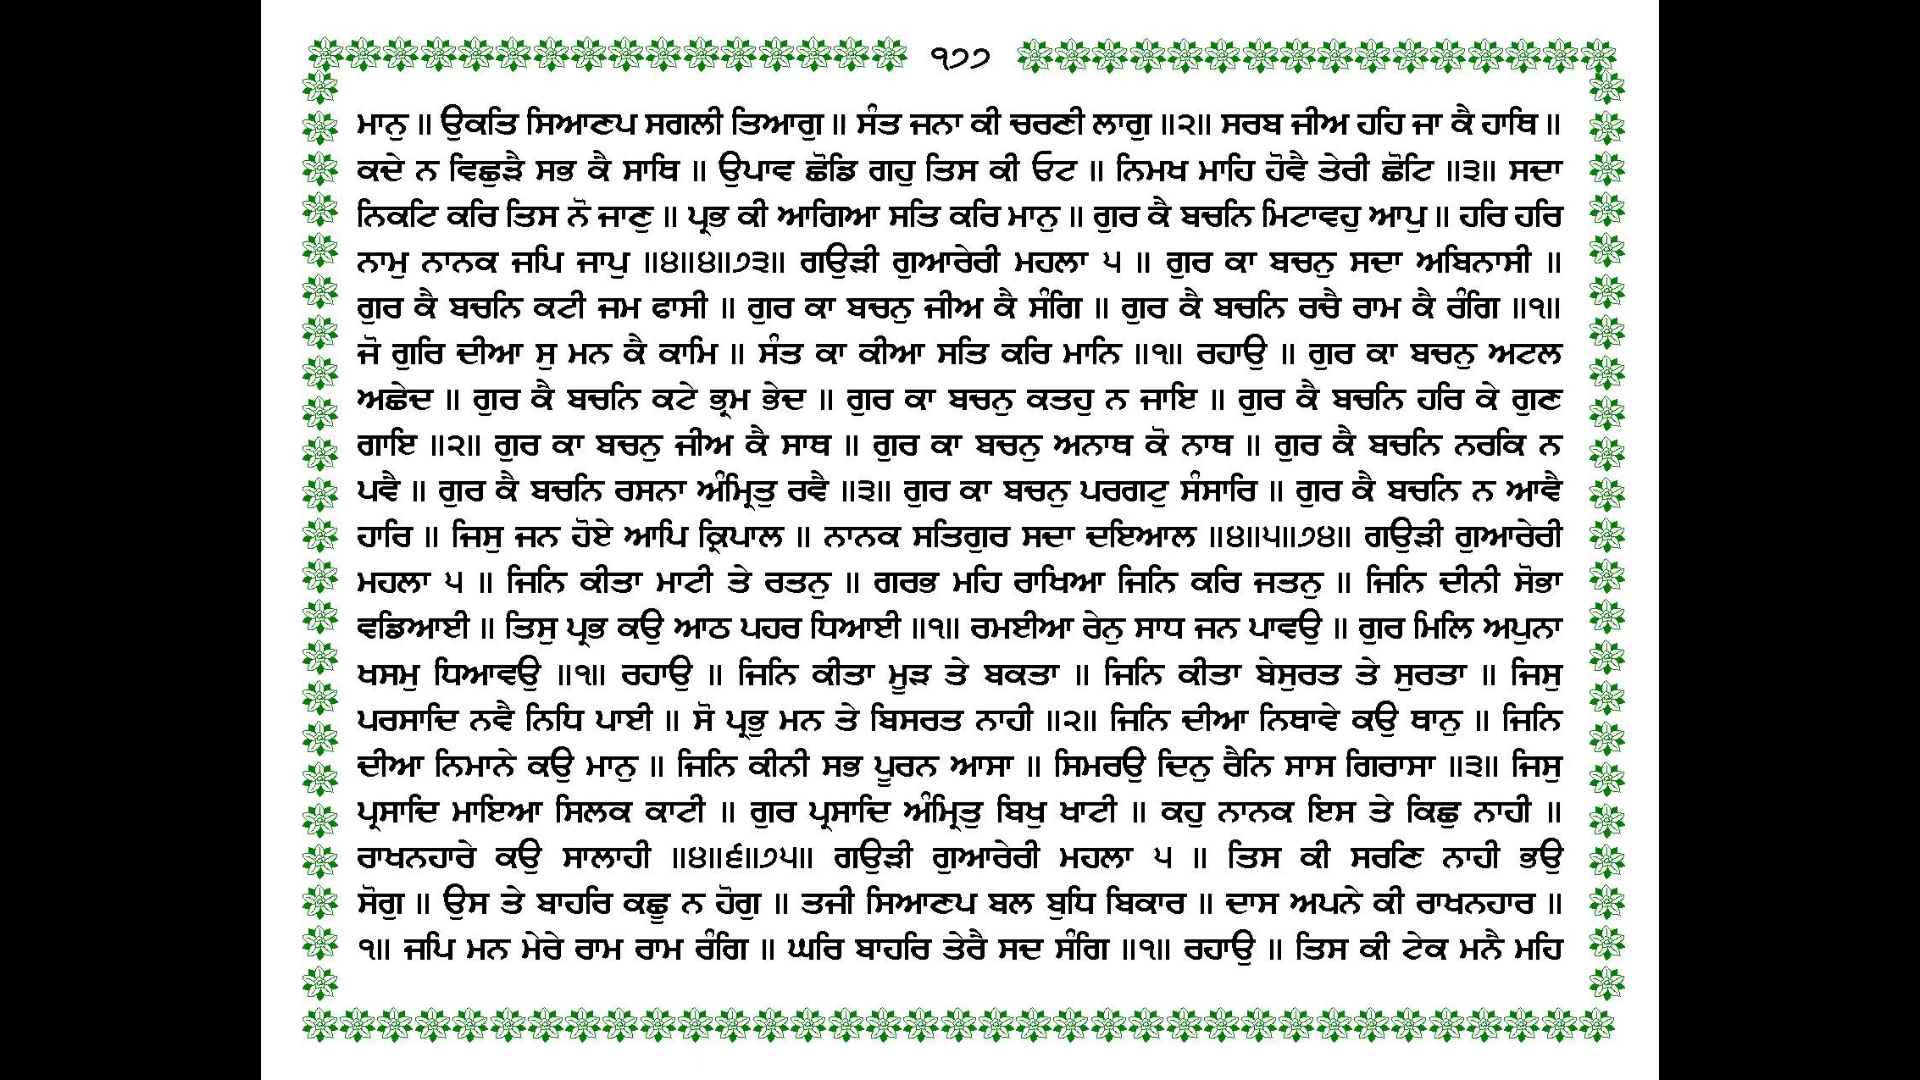 ੧੭੭
ਮਾਨੁ ॥ ਉਕਤਿ ਸਿਆਣਪ ਸਗਲੀ ਤਿਆਗੁ ॥ ਸੰਤ ਜਨਾ ਕੀ ਚਰਣੀ ਲਾਗੁ ॥੨॥ ਸਰਬ ਜੀਅ ਹਹਿ ਜਾ ਕੈ ਹਾਥਿ ॥
ਕਦੇ ਨ ਵਿਛੁੜੈ ਸਭ ਕੈ ਸਾਥਿ ॥ ਉਪਾਵ ਛੋਡਿ ਗਹੁ ਤਿਸ ਕੀ ਓਟ ॥ ਨਿਮਖ ਮਾਹਿ ਹੋਵੈ ਤੇਰੀ ਛੋਟਿ ॥੩॥ ਸਦਾ
ਨਿਕਟਿ ਕਰਿ ਤਿਸ ਨੋ ਜਾਣੁ ॥ ਪ੍ਰਭ ਕੀ ਆਗਿਆ ਸਤਿ ਕਰਿ ਮਾਨੁ ॥ ਗੁਰ ਕੈ ਬਚਨਿ ਮਿਟਾਵਹੁ ਆਪੁ ॥ ਹਰਿ ਹਰਿ
ਨਾਮੁ ਨਾਨਕ ਜਪਿ ਜਾਪੁ ॥੪॥੪॥੭੩॥ ਗਉੜੀ ਗੁਆਰੇਰੀ ਮਹਲਾ ੫ ॥ ਗੁਰ ਕਾ ਬਚਨੁ ਸਦਾ ਅਬਿਨਾਸੀ ॥
ਗੁਰ ਕੈ ਬਚਨਿ ਕਟੀ ਜਮ ਫਾਸੀ ॥ ਗੁਰ ਕਾ ਬਚਨੁ ਜੀਅ ਕੈ ਸੰਗਿ ॥ ਗੁਰ ਕੈ ਬਚਨਿ ਰਚੈ ਰਾਮ ਕੈ ਰੰਗਿ ॥੧॥
ਜੋ ਗੁਰਿ ਦੀਆ ਸੁ ਮਨ ਕੈ ਕਾਮਿ ॥ ਸੰਤ ਕਾ ਕੀਆ ਸਤਿ ਕਰਿ ਮਾਨਿ ॥੧॥ ਰਹਾਉ ॥ ਗੁਰ ਕਾ ਬਚਨੁ ਅਟਲ
ਅਛੇਦ ॥ ਗੁਰ ਕੈ ਬਚਨਿ ਕਟੇ ਭ੍ਰਮ ਭੇਦ ॥ ਗੁਰ ਕਾ ਬਚਨੁ ਕਤਹੁ ਨ ਜਾਇ ॥ ਗੁਰ ਕੈ ਬਚਨਿ ਹਰਿ ਕੇ ਗੁਣ
ਗਾਇ ॥੨॥ ਗੁਰ ਕਾ ਬਚਨੁ ਜੀਅ ਕੈ ਸਾਥ ॥ ਗੁਰ ਕਾ ਬਚਨੁ ਅਨਾਥ ਕੋ ਨਾਥ ॥ ਗੁਰ ਕੈ ਬਚਨਿ ਨਰਕਿ ਨ
ਪਵੈ ॥ ਗੁਰ ਕੈ ਬਚਨਿ ਰਸਨਾ ਅੰਮ੍ਰਿਤੁ ਰਵੈ ॥੩॥ ਗੁਰ ਕਾ ਬਚਨੁ ਪਰਗਟੁ ਸੰਸਾਰਿ ॥ ਗੁਰ ਕੈ ਬਚਨਿ ਨ ਆਵੈ
ਹਾਰਿ ॥ ਜਿਸੁ ਜਨ ਹੋਏ ਆਪਿ ਕ੍ਰਿਪਾਲ ॥ ਨਾਨਕ ਸਤਿਗੁਰ ਸਦਾ ਦਇਆਲ ॥੪॥੫॥੭੪॥ ਗਉੜੀ ਗੁਆਰੇਰੀ
ਮਹਲਾ ੫ ॥ ਜਿਨਿ ਕੀਤਾ ਮਾਟੀ ਤੇ ਰਤਨੁ ॥ ਗਰਭ ਮਹਿ ਰਾਖਿਆ ਜਿਨਿ ਕਰਿ ਜਤਨੁ ॥ ਜਿਨਿ ਦੀਨੀ ਸੋਭਾ
ਵਡਿਆਈ ॥ ਤਿਸੁ ਪ੍ਰਭ ਕਉ ਆਠ ਪਹਰ ਧਿਆਈ ॥੧॥ ਰਮਈਆ ਰੇਨੁ ਸਾਧ ਜਨ ਪਾਵਉ ॥ ਗੁਰ ਮਿਲਿ ਅਪੁਨਾ
ਖਸਮੁ ਧਿਆਵਉ ॥੧॥ ਰਹਾਉ ॥ ਜਿਨਿ ਕੀਤਾ ਮੂੜ ਤੇ ਬਕਤਾ ॥ ਜਿਨਿ ਕੀਤਾ ਬੇਸੁਰਤ ਤੇ ਸੁਰਤਾ ॥ ਜਿਸੁ
ਪਰਸਾਦਿ ਨਵੈ ਨਿਧਿ ਪਾਈ ॥ ਸੋ ਪ੍ਰਭੁ ਮਨ ਤੇ ਬਿਸਰਤ ਨਾਹੀ ॥੨॥ ਜਿਨਿ ਦੀਆ ਨਿਥਾਵੇ ਕਉ ਥਾਨੁ ॥ ਜਿਨਿ
ਦੀਆ ਨਿਮਾਨੇ ਕਉ ਮਾਨੁ ॥ ਜਿਨਿ ਕੀਨੀ ਸਭ ਪੂਰਨ ਆਸਾ ॥ ਸਿਮਰਉ ਦਿਨੁ ਰੈਨਿ ਸਾਸ ਗਿਰਾਸਾ ॥੩॥ ਜਿਸੁ
ਪ੍ਰਸਾਦਿ ਮਾਇਆ ਸਿਲਕ ਕਾਟੀ ॥ ਗੁਰ ਪ੍ਰਸਾਦਿ ਅੰਮ੍ਰਿਤੁ ਬਿਖੁ ਖਾਟੀ ॥ ਕਹੁ ਨਾਨਕ ਇਸ ਤੇ ਕਿਛੁ ਨਾਹੀ ॥
ਰਾਖਨਹਾਰੇ ਕਉ ਸਾਲਾਹੀ ॥੪॥੬॥੭੫॥ ਗਉੜੀ ਗੁਆਰੇਰੀ ਮਹਲਾ ੫ ॥ ਤਿਸ ਕੀ ਸਰਣਿ ਨਾਹੀ ਭਉ
ਸੋਗੁ ॥ ਉਸ ਤੇ ਬਾਹਰਿ ਕਛੂ ਨ ਹੋਗੁ ॥ ਤਜੀ ਸਿਆਣਪ ਬਲ ਬੁਧਿ ਬਿਕਾਰ ॥ ਦਾਸ ਅਪਨੇ ਕੀ ਰਾਖਨਹਾਰ ॥
੧॥ ਜਪਿ ਮਨ ਮੇਰੇ ਰਾਮ ਰਾਮ ਰੰਗਿ ॥ ਘਰਿ ਬਾਹਰਿ ਤੇਰੈ ਸਦ ਸੰਗਿ ॥੧॥ ਰਹਾਉ ॥ ਤਿਸ ਕੀ ਟੇਕ ਮਨੈ ਮਹਿ